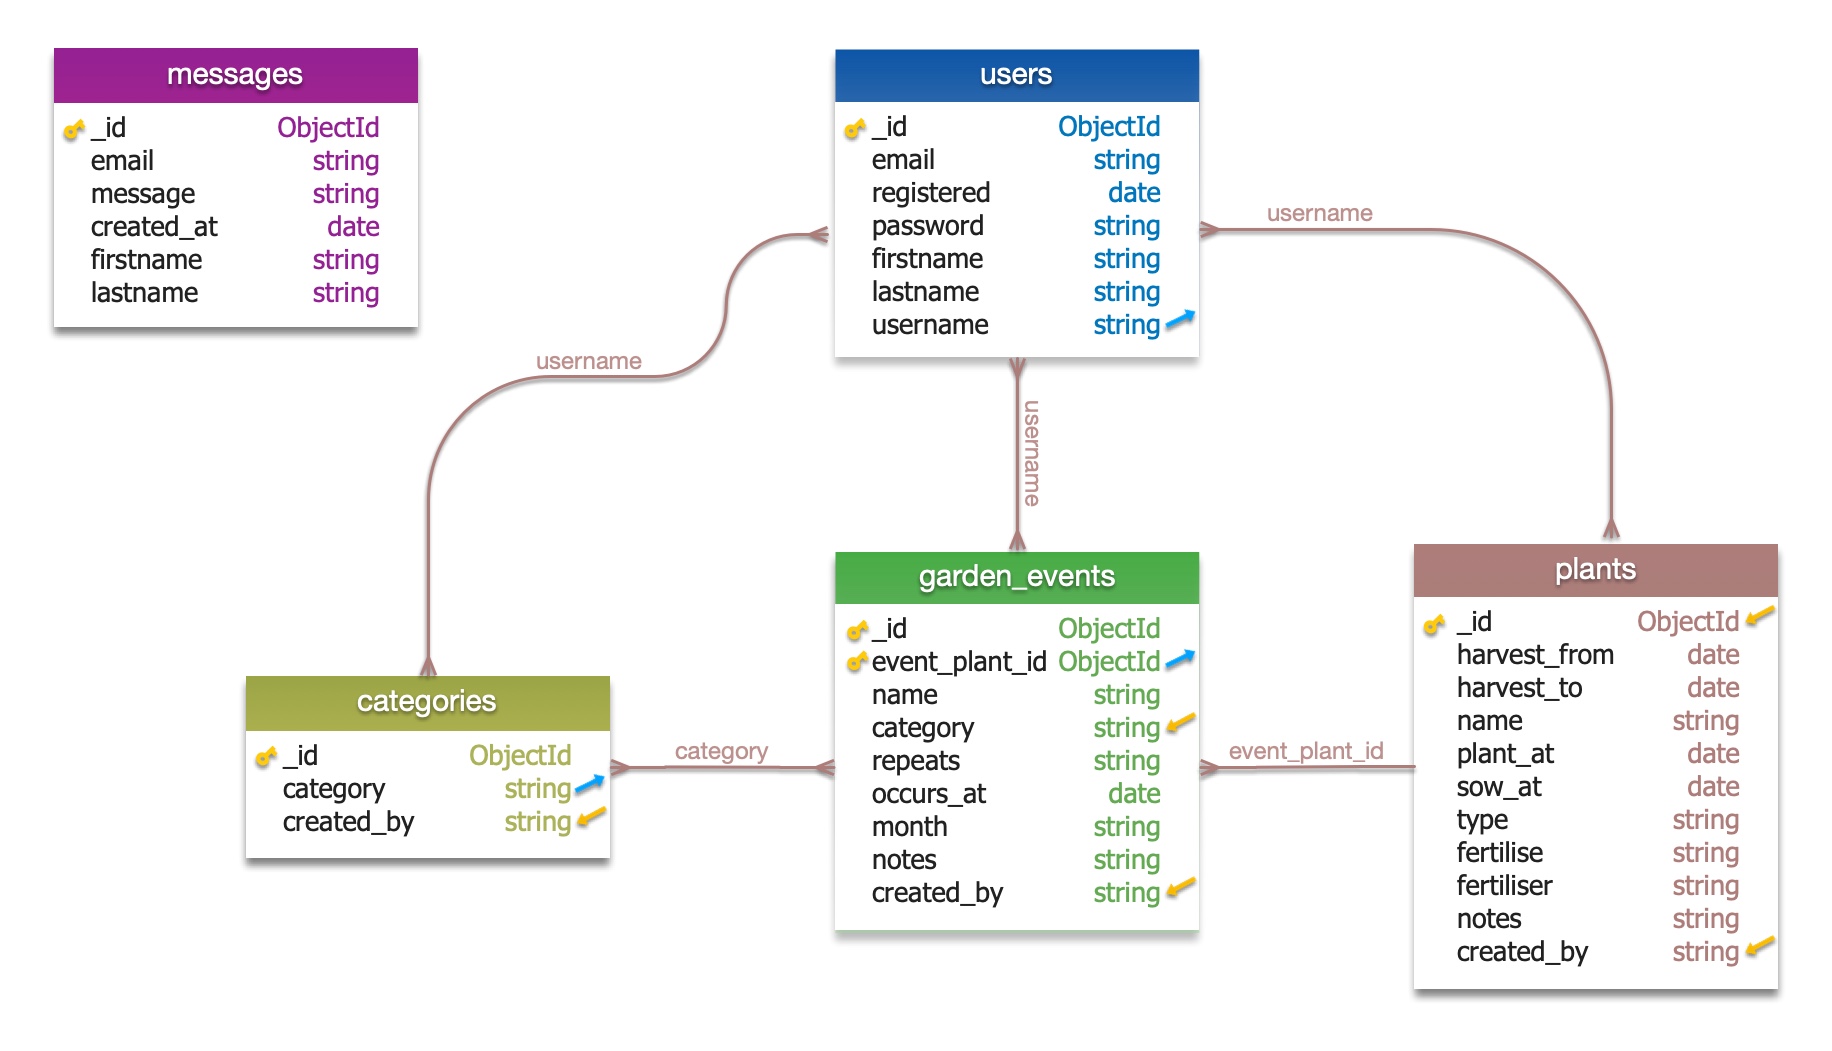 messages
_id ObjectId
email string
message string
created_at date
firstname string
lastname string
users
_id ObjectId
email string
registered date
password string
firstname string
lastname string
username string
username
username
username
categories
_id ObjectId
category string
created_by string
category
garden_events
_id ObjectId
event_plant_id ObjectId
name string
category string
repeats string
occurs_at date
month string
notes string
created_by string
event_plant_id
plants
_id ObjectId
harvest_from date
harvest_to date
name string
plant_at date
sow_at date
type string
fertilise string
fertiliser string
notes string
created_by string